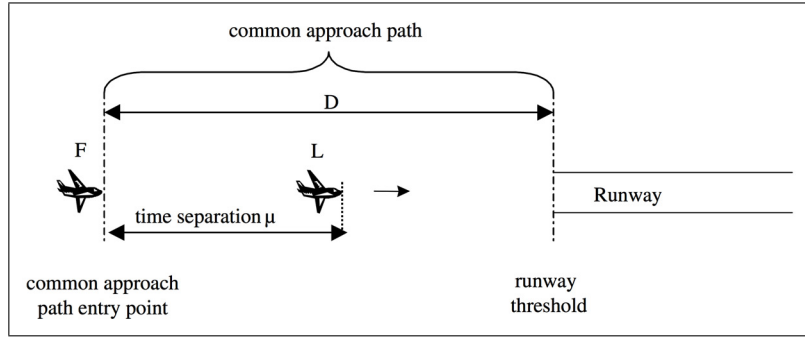 common approach path
D
F
L
time separation μ
Runway
common approach
path entry point
runway
threshold